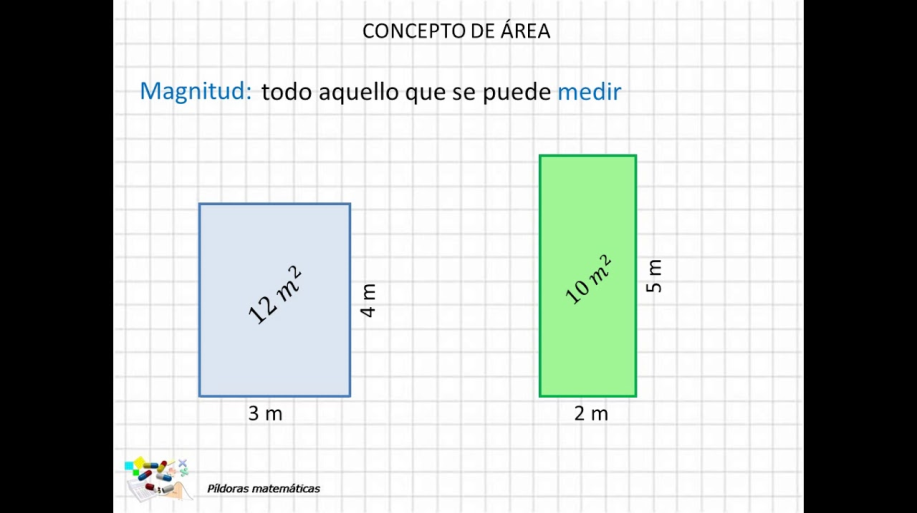 CONCEPTO DE ÁREA
Magnitud: todo aquello que se puede medir
12 m²
4 m
3 m
10 m²
5 m
2 m
Píldoras matemáticas